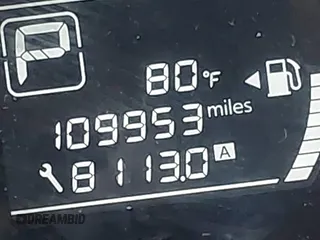 P
80°F
109953 miles
8113.0 A
DREAMBID